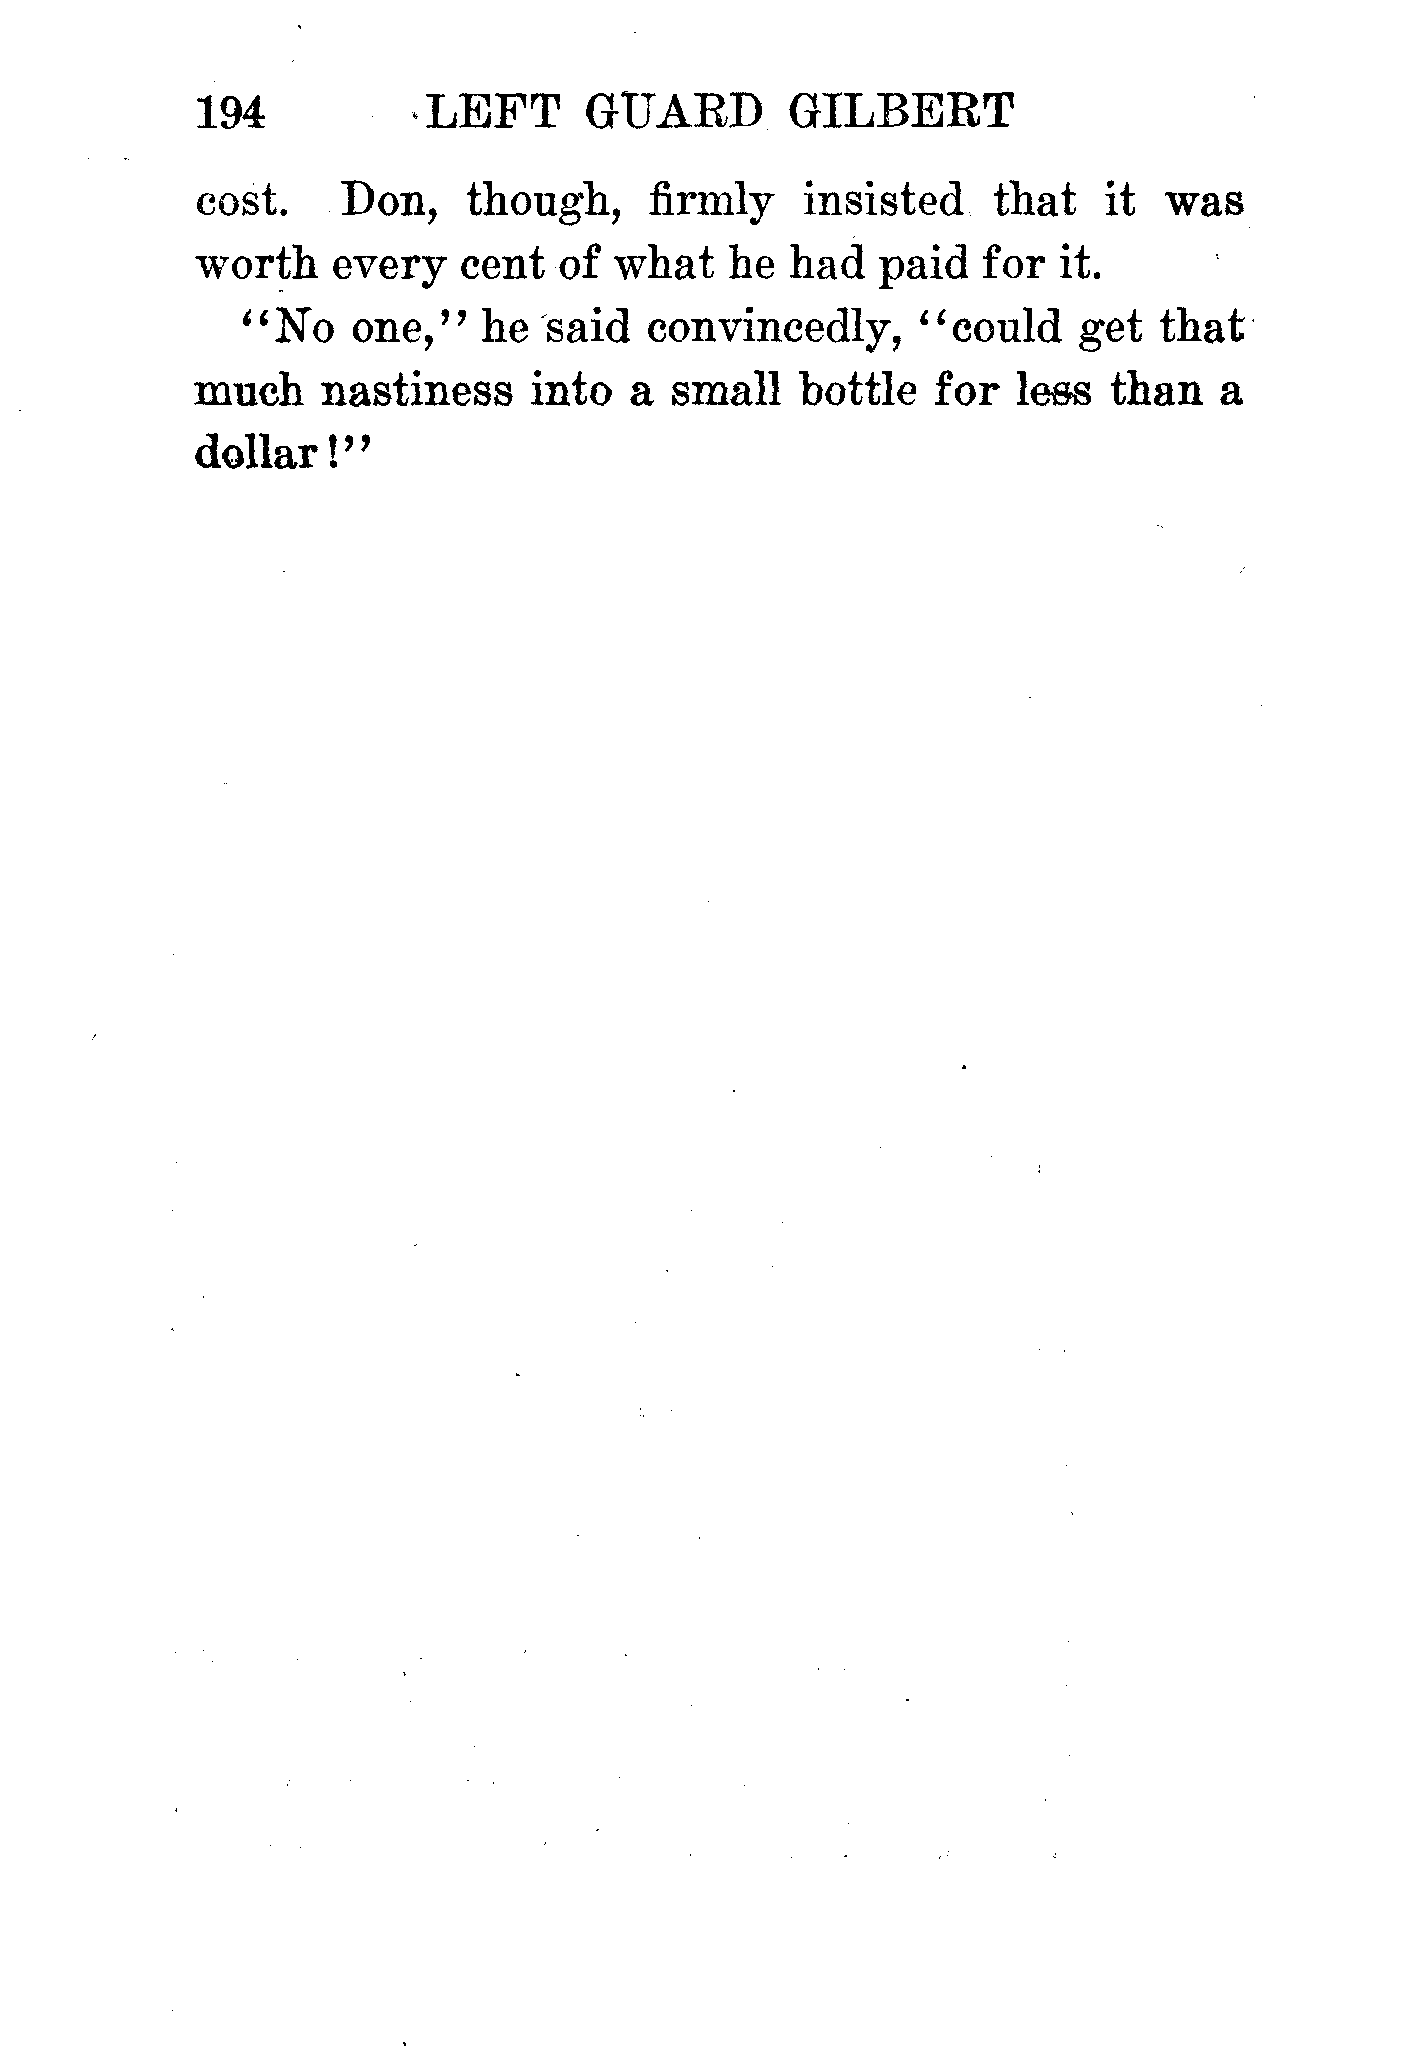 194 LEFT GUARD GILBERT
cost. Don, though, firmly insisted that it was
worth every cent of what he had paid for it.
“No one,” he said convincedly, “could get that
much nastiness into a small bottle for less than a
dollar!”